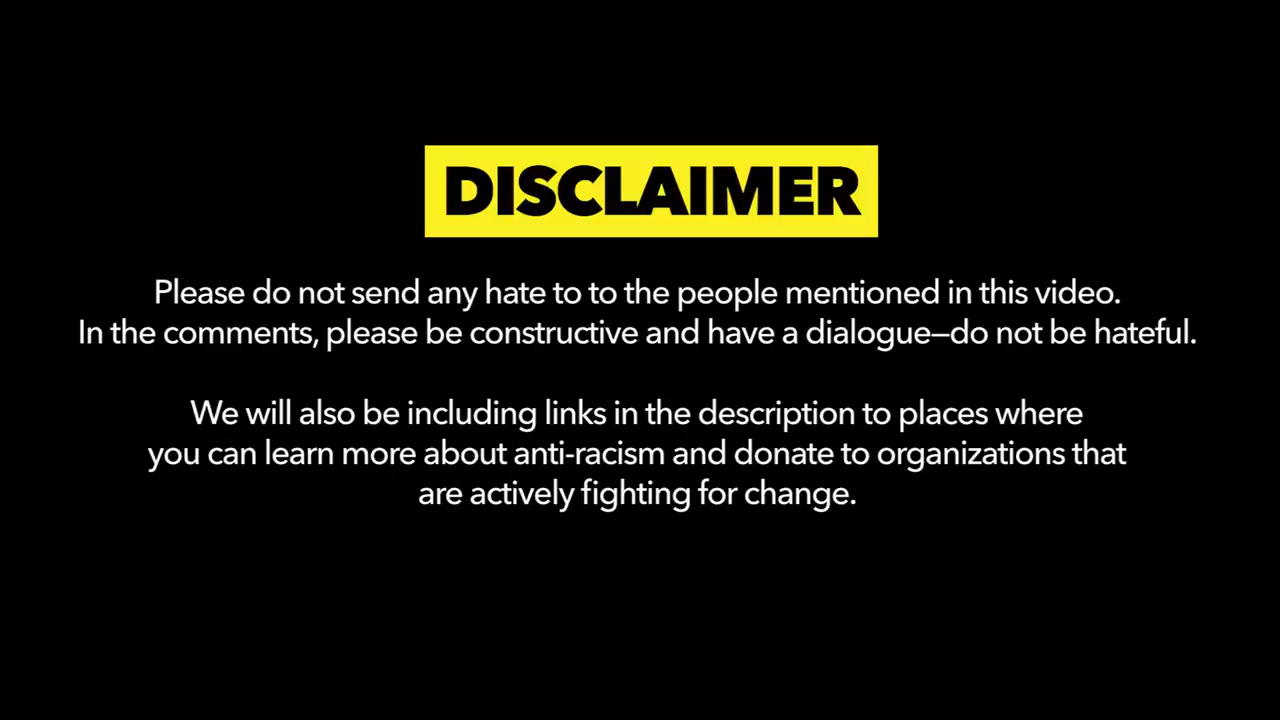 DISCLAIMER
Please do not send any hate to to the people mentioned in this video.
In the comments, please be constructive and have a dialogue—do not be hateful.
We will also be including links in the description to places where
you can learn more about anti-racism and donate to organizations that
are actively fighting for change.